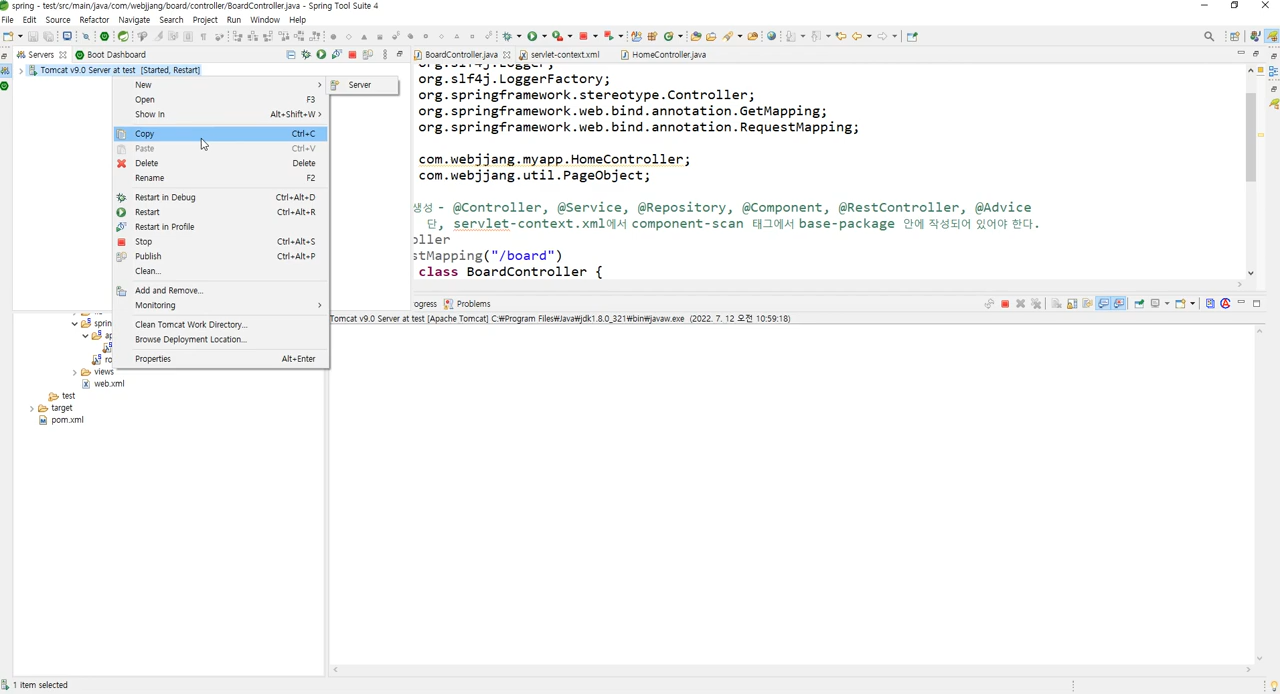 spring - test/src/main/java/com/webjjang/board/controller/BoardController.java - Spring Tool Suite 4
File Edit Source Refactor Navigate Search Project Run Window Help
Servers Boot Dashboard
Tomcat v9.0 Server at test [Started, Restart]
New
Server
Open F3
Show In Alt+Shift+W
Copy Ctrl+C
Paste Ctrl+V
Delete Delete
Rename F2
Restart in Debug Ctrl+Alt+D
Restart Ctrl+Alt+R
Restart in Profile
Stop Ctrl+Alt+S
Publish Ctrl+Alt+P
Clean...
Add and Remove...
Monitoring
Clean Tomcat Work Directory...
Browse Deployment Location...
Properties Alt+Enter
BoardController.java servlet-context.xml HomeController.java
org.slf4j.Logger;
org.slf4j.LoggerFactory;
org.springframework.stereotype.Controller;
org.springframework.web.bind.annotation.GetMapping;
org.springframework.web.bind.annotation.RequestMapping;
com.webjjang.myapp.HomeController;
com.webjjang.util.PageObject;
생성 - @Controller, @Service, @Repository, @Component, @RestController, @Advice
단, servlet-context.xml에서 component-scan 태그에서 base-package 안에 작성되어 있어야 한다.
oller
stMapping("/board")
class BoardController {
ogress Problems
Tomcat v9.0 Server at test [Apache Tomcat] C:₩Program Files₩Java₩jdk1.8.0_321₩bin₩javaw.exe (2022. 7. 12 오전 10:59:18)
sprin
ap
ro
views
web.xml
test
target
pom.xml
1 item selected